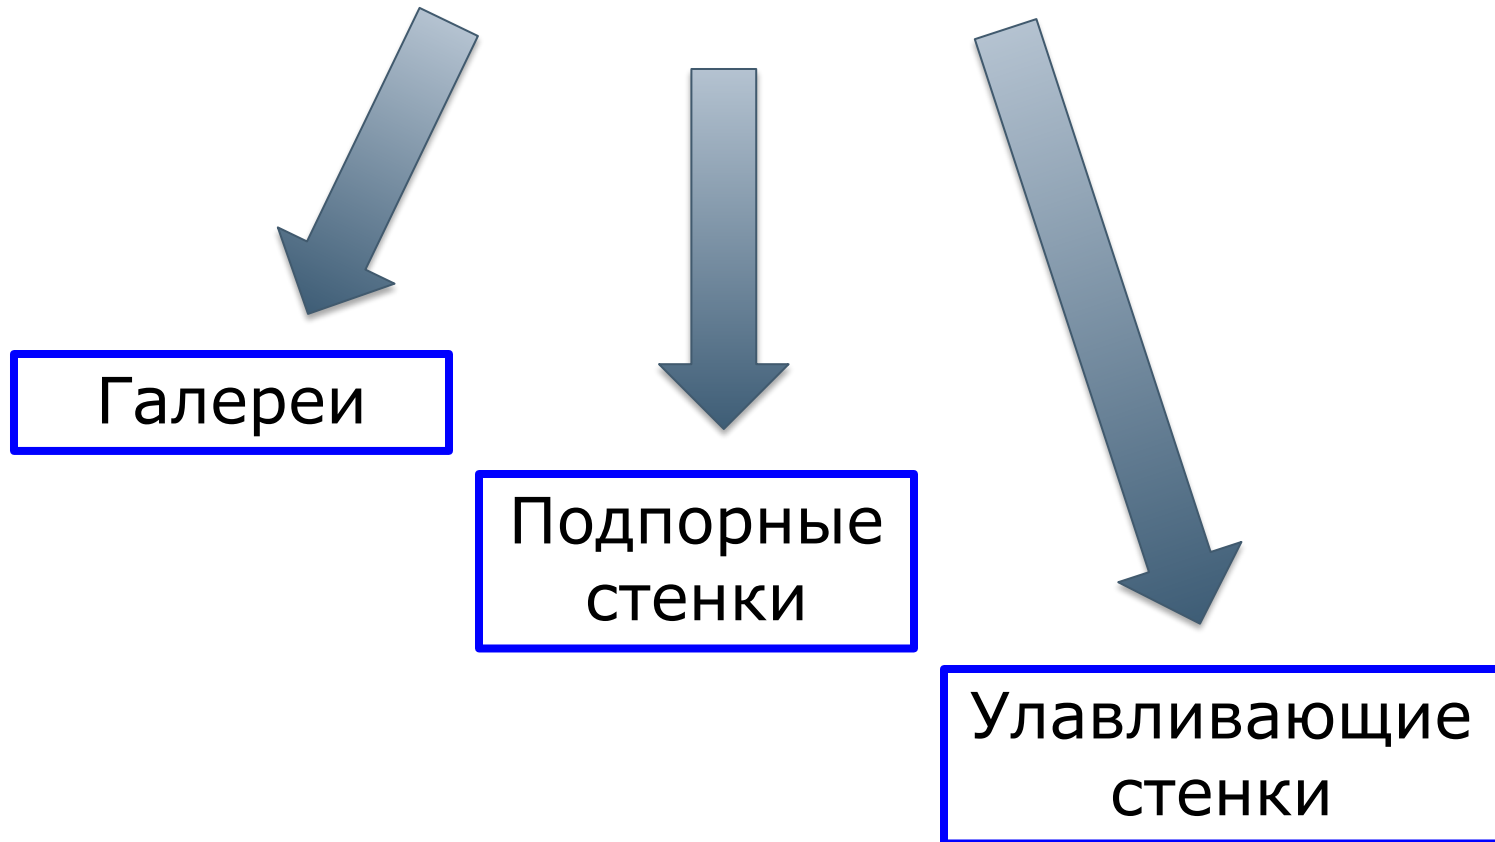 Галереи
Подпорные
стенки
Улавливающие
стенки